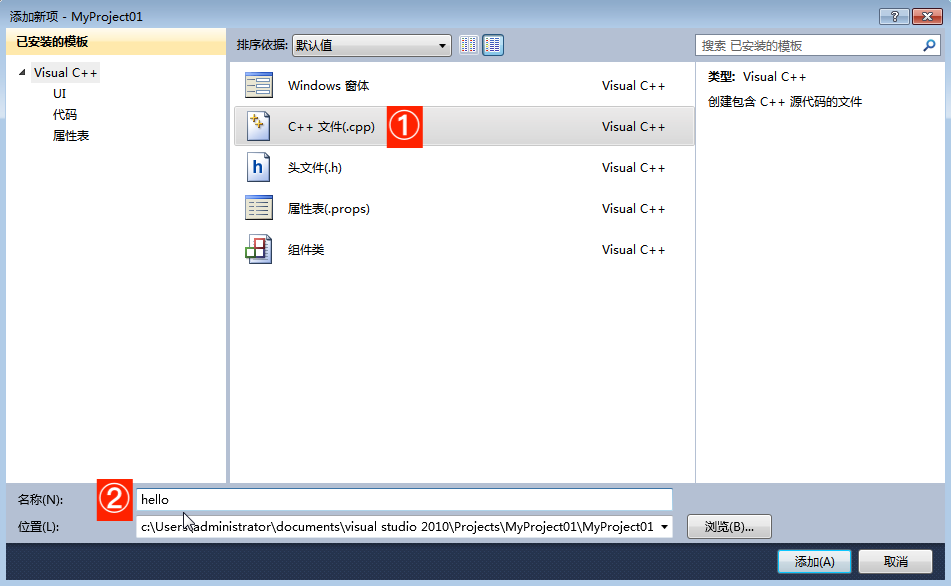 添加新项 - MyProject01
已安装的模板
排序依据: 默认值
搜索 已安装的模板
Visual C++
UI
代码
属性表
Windows 窗体 Visual C++
C++ 文件(.cpp) ① Visual C++
头文件(.h) Visual C++
属性表(.props) Visual C++
组件类 Visual C++
类型: Visual C++
创建包含 C++ 源代码的文件
名称(N): ② hello
位置(L): c:\Users\administrator\documents\visual studio 2010\Projects\MyProject01\MyProject01 浏览(B)...
添加(A) 取消